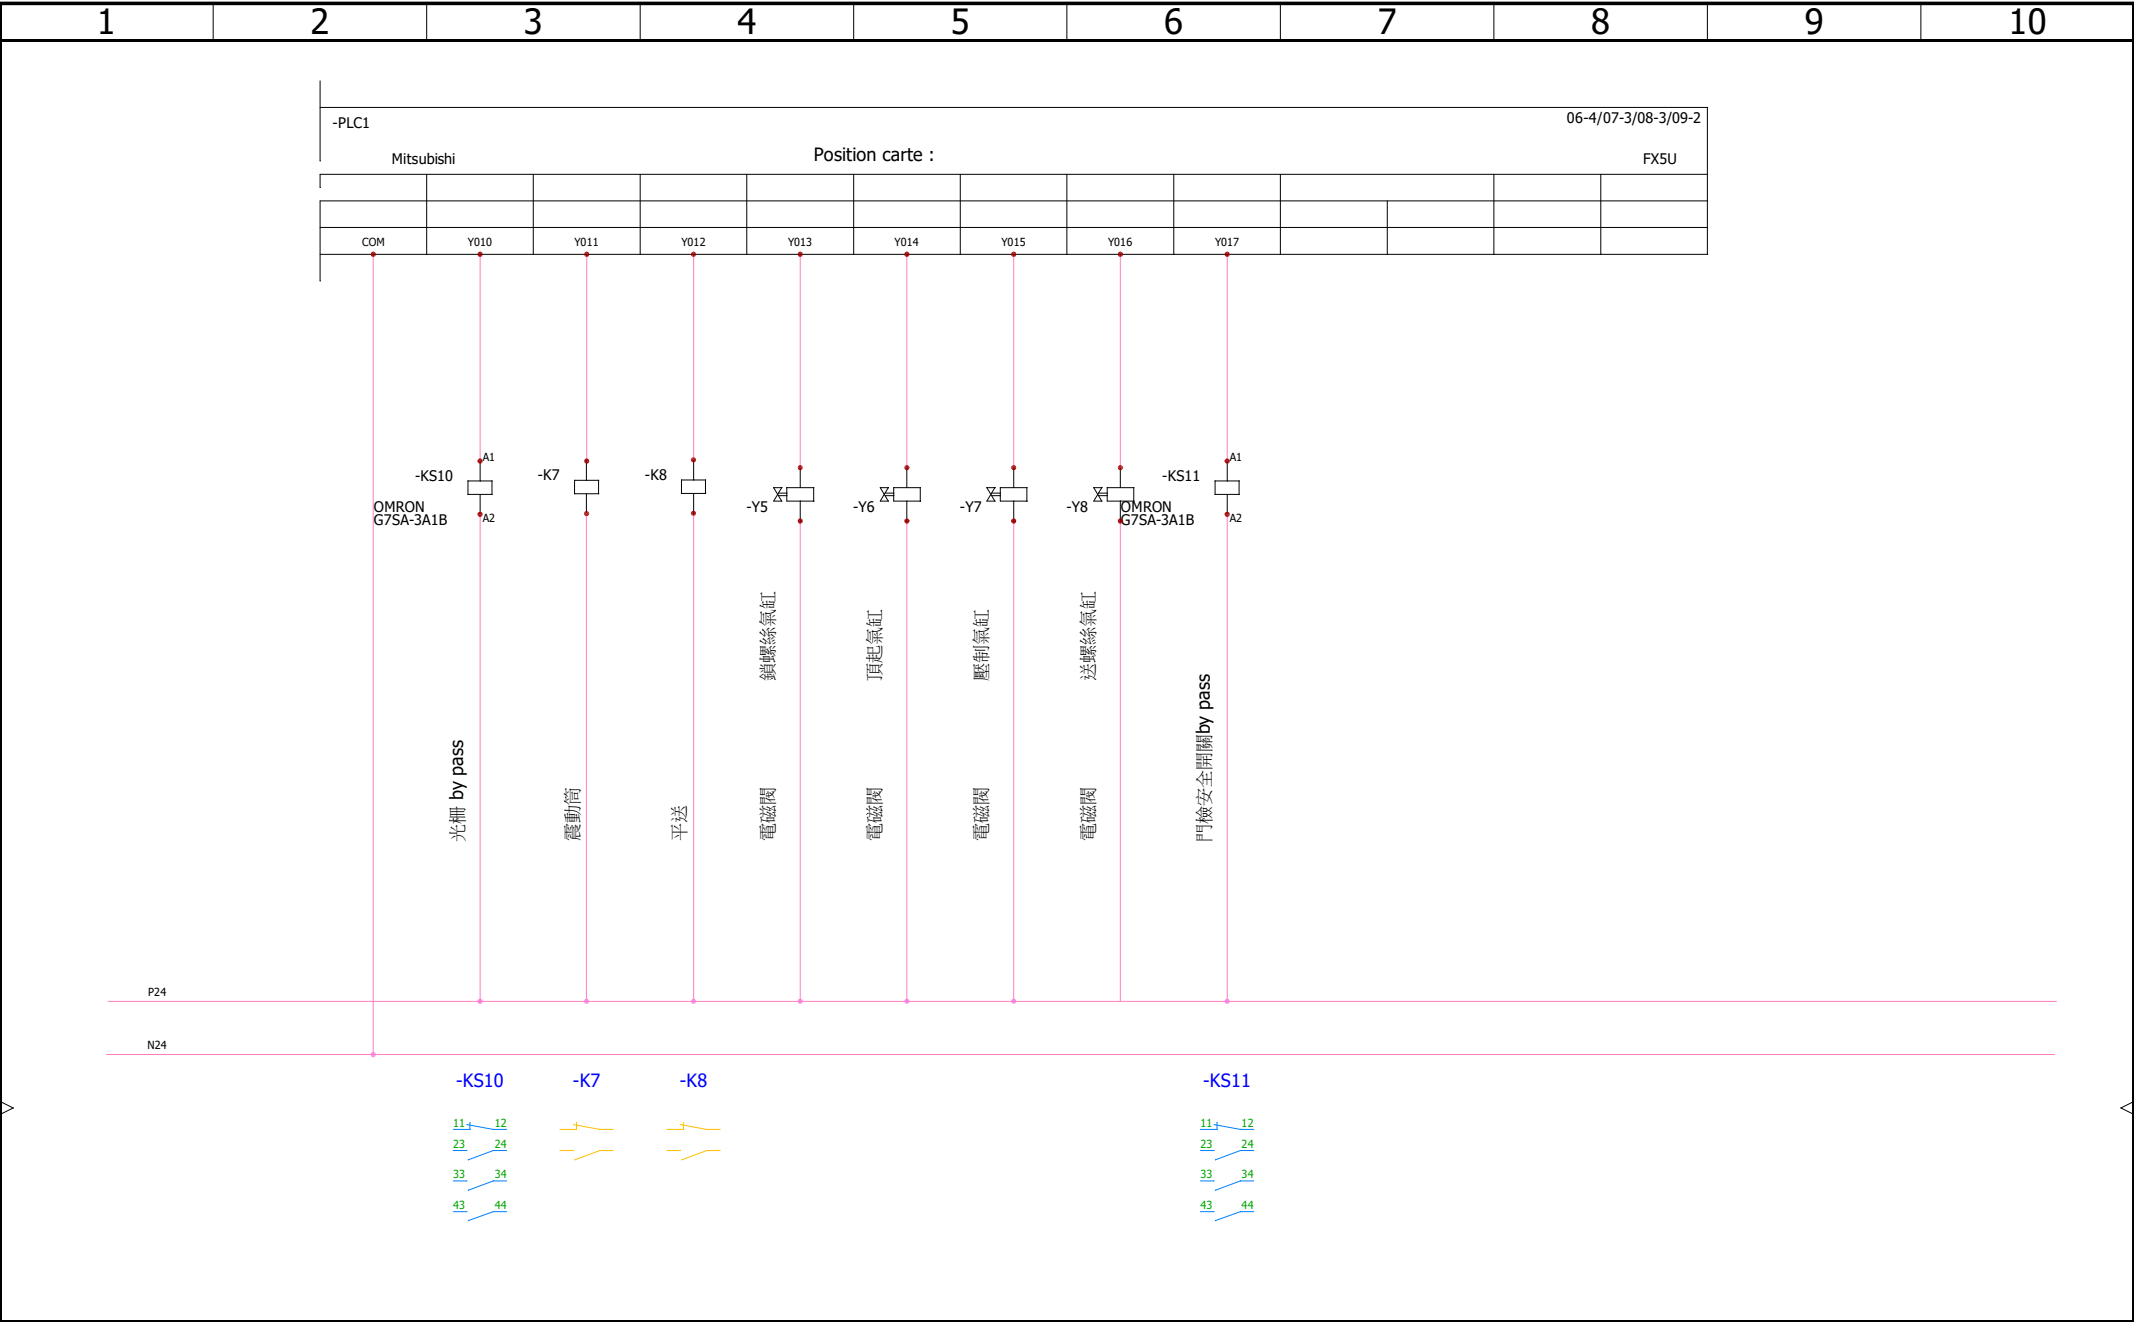 1 2 3 4 5 6 7 8 9 10
-PLC1 06-4/07-3/08-3/09-2
Mitsubishi Position carte : FX5U
COM Y010 Y011 Y012 Y013 Y014 Y015 Y016 Y017
-KS10
A1
OMRON
G7SA-3A1B
A2
-K7
-K8
-Y5
-Y6
-Y7
-Y8
OMRON
G7SA-3A1B
-KS11
A1
A2
光柵 by pass
震動筒
平送
電磁閥 鎖螺絲氣缸
電磁閥 頂起氣缸
電磁閥 壓制氣缸
電磁閥 送螺絲氣缸
門檢安全開關by pass
P24
N24
-KS10 -K7 -K8 -KS11
11 12 11 12
23 24 23 24
33 34 33 34
43 44 43 44